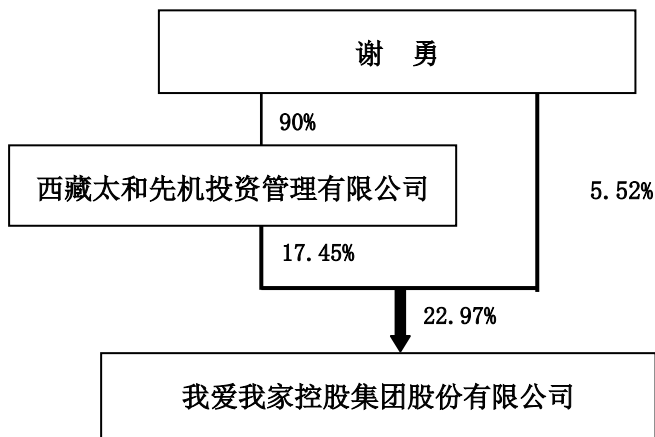 谢 勇
90%
西藏太和先机投资管理有限公司
5.52%
17.45%
22.97%
我爱我家控股集团股份有限公司